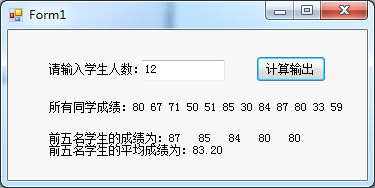 Form1
请输入学生人数:12
计算输出
所有同学成绩：80 67 71 50 51 85 30 84 87 80 33 59
前五名学生的成绩为：87 85 84 80 80
前五名学生的平均成绩为：83.20